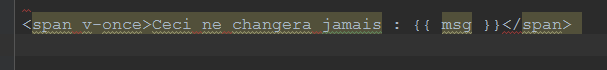 <span v-once>Ceci ne changera jamais : {{ msg }}</span>